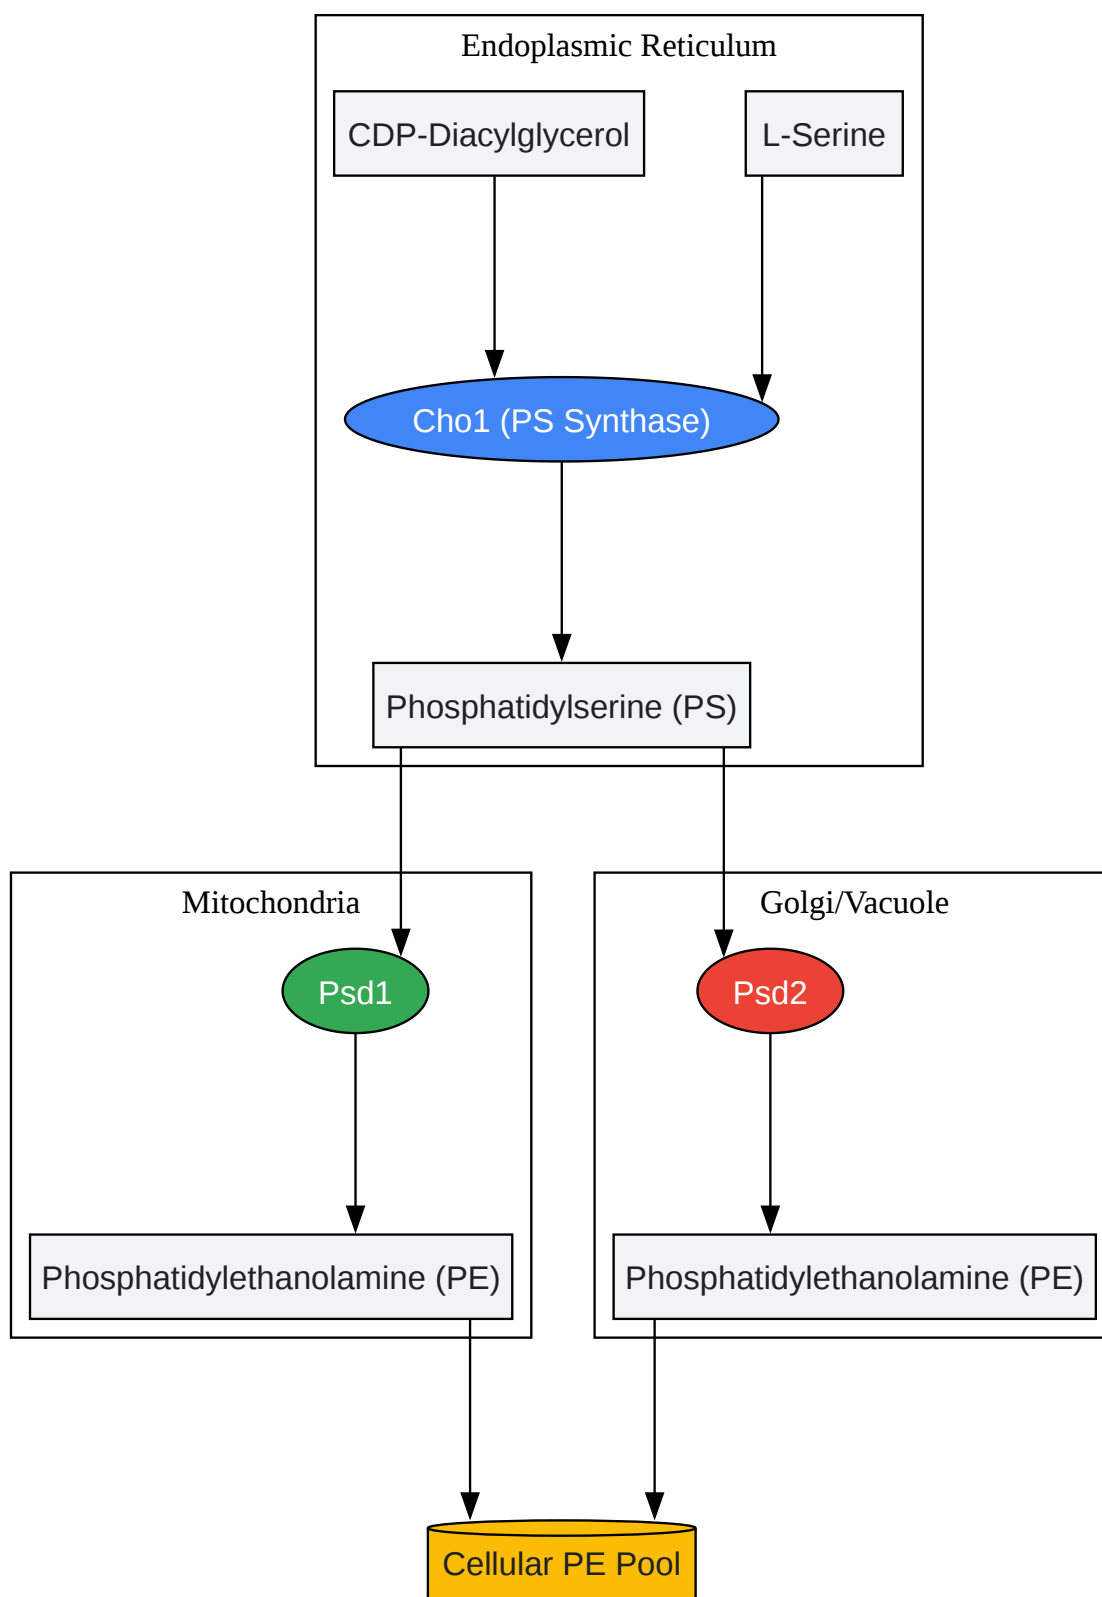 Endoplasmic Reticulum
CDP-Diacylglycerol
L-Serine
Cho1 (PS Synthase)
Phosphatidylserine (PS)
Mitochondria
Golgi/Vacuole
Psd1
Psd2
Phosphatidylethanolamine (PE)
Phosphatidylethanolamine (PE)
Cellular PE Pool